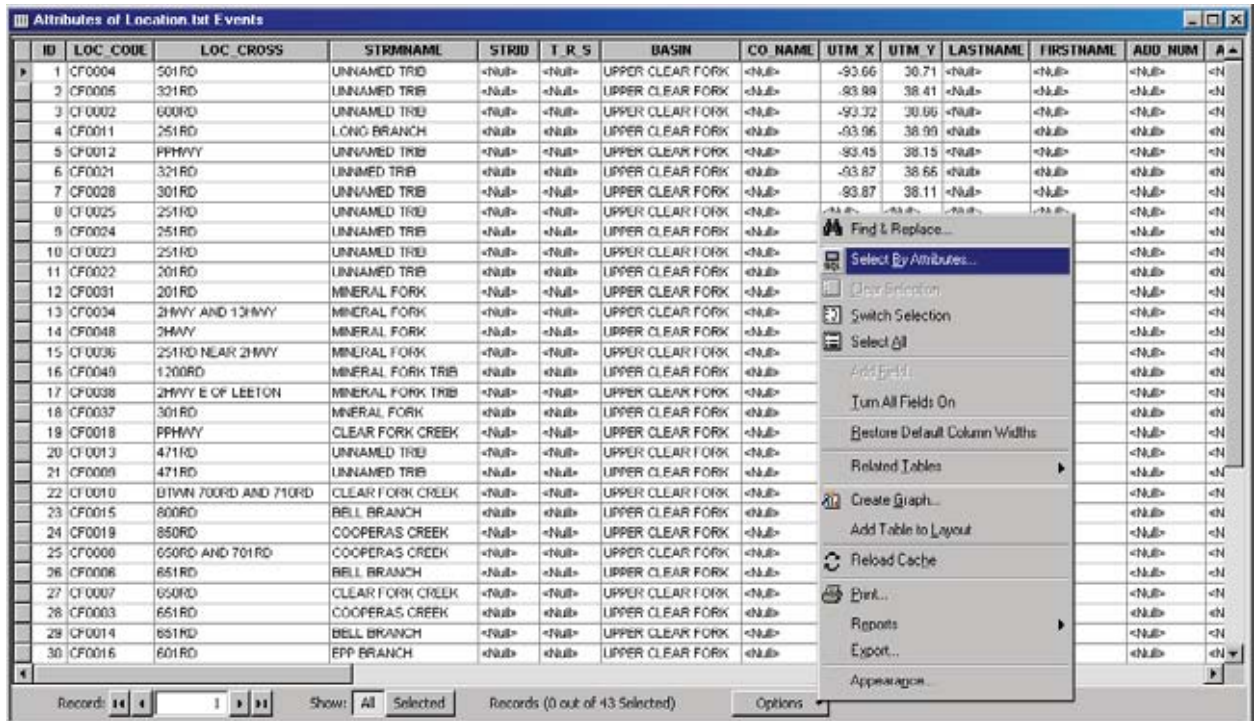 Attributes of Location.txt Events
ID LOC_CODE LOC_CROSS STRMNAME STRID T_R_S BASIN CO_NAME UTM_X UTM_Y LASTNAME FIRSTNAME ADD_NUM A
1 CF0004 501RD UNNAMED TRIB <Null> <Null> UPPER CLEAR FORK <Null> -93.66 38.71 <Null> <Null> <Null> <N
2 CF0005 321RD UNNAMED TRIB <Null> <Null> UPPER CLEAR FORK <Null> -93.99 38.41 <Null> <Null> <Null> <N
3 CF0002 600RD UNNAMED TRIB <Null> <Null> UPPER CLEAR FORK <Null> -93.32 38.66 <Null> <Null> <Null> <N
4 CF0011 251RD LONG BRANCH <Null> <Null> UPPER CLEAR FORK <Null> -93.96 38.99 <Null> <Null> <Null> <N
5 CF0012 PPHWY UNNAMED TRIB <Null> <Null> UPPER CLEAR FORK <Null> -93.45 38.15 <Null> <Null> <Null> <N
6 CF0021 321RD UNNMED TRIB <Null> <Null> UPPER CLEAR FORK <Null> -93.87 38.66 <Null> <Null> <Null> <N
7 CF0028 301RD UNNAMED TRIB <Null> <Null> UPPER CLEAR FORK <Null> -93.87 38.11 <Null> <Null> <Null> <N
8 CF0025 251RD UNNAMED TRIB <Null> <Null> UPPER CLEAR FORK <Null> <Null> <Null> <Null> <Null> <Null> <N
9 CF0024 251RD UNNAMED TRIB <Null> <Null> UPPER CLEAR FORK <Null> <Null> <N
10 CF0023 251RD UNNAMED TRIB <Null> <Null> UPPER CLEAR FORK <Null> <Null> <N
11 CF0022 201RD UNNAMED TRIB <Null> <Null> UPPER CLEAR FORK <Null> <Null> <N
12 CF0031 201RD MINERAL FORK <Null> <Null> UPPER CLEAR FORK <Null> <Null> <N
13 CF0034 2HWY AND 13HWY MINERAL FORK <Null> <Null> UPPER CLEAR FORK <Null> <Null> <N
14 CF0048 2HWY MINERAL FORK <Null> <Null> UPPER CLEAR FORK <Null> <Null> <N
15 CF0036 251RD NEAR 2HWY MINERAL FORK <Null> <Null> UPPER CLEAR FORK <Null> <Null> <N
16 CF0049 1200RD MINERAL FORK TRIB <Null> <Null> UPPER CLEAR FORK <Null> <Null> <N
17 CF0038 2HWY E OF LEETON MINERAL FORK TRIB <Null> <Null> UPPER CLEAR FORK <Null> <Null> <N
18 CF0037 301RD MNERAL FORK <Null> <Null> UPPER CLEAR FORK <Null> <Null> <N
19 CF0018 PPHWY CLEAR FORK CREEK <Null> <Null> UPPER CLEAR FORK <Null> <Null> <N
20 CF0013 471RD UNNAMED TRIB <Null> <Null> UPPER CLEAR FORK <Null> <Null> <N
21 CF0009 471RD UNNAMED TRIB <Null> <Null> UPPER CLEAR FORK <Null> <Null> <N
22 CF0010 BTWN 700RD AND 710RD CLEAR FORK CREEK <Null> <Null> UPPER CLEAR FORK <Null> <Null> <N
23 CF0015 800RD BELL BRANCH <Null> <Null> UPPER CLEAR FORK <Null> <Null> <N
24 CF0019 850RD COOPERAS CREEK <Null> <Null> UPPER CLEAR FORK <Null> <Null> <N
25 CF0008 650RD AND 701RD COOPERAS CREEK <Null> <Null> UPPER CLEAR FORK <Null> <Null> <N
26 CF0006 651RD BELL BRANCH <Null> <Null> UPPER CLEAR FORK <Null> <Null> <N
27 CF0007 650RD CLEAR FORK CREEK <Null> <Null> UPPER CLEAR FORK <Null> <Null> <N
28 CF0003 651RD COOPERAS CREEK <Null> <Null> UPPER CLEAR FORK <Null> <Null> <N
29 CF0014 651RD BELL BRANCH <Null> <Null> UPPER CLEAR FORK <Null> <Null> <N
30 CF0016 601RD EPP BRANCH <Null> <Null> UPPER CLEAR FORK <Null> <Null> <N
Find & Replace...
Select By Attributes...
Clear Selection
Switch Selection
Select All
Add Field...
Turn All Fields On
Restore Default Column Widths
Related Tables
Create Graph...
Add Table to Layout
Reload Cache
Print...
Reports
Export...
Appearance...
Record: 1 Show: All Selected Records (0 out of 43 Selected) Options